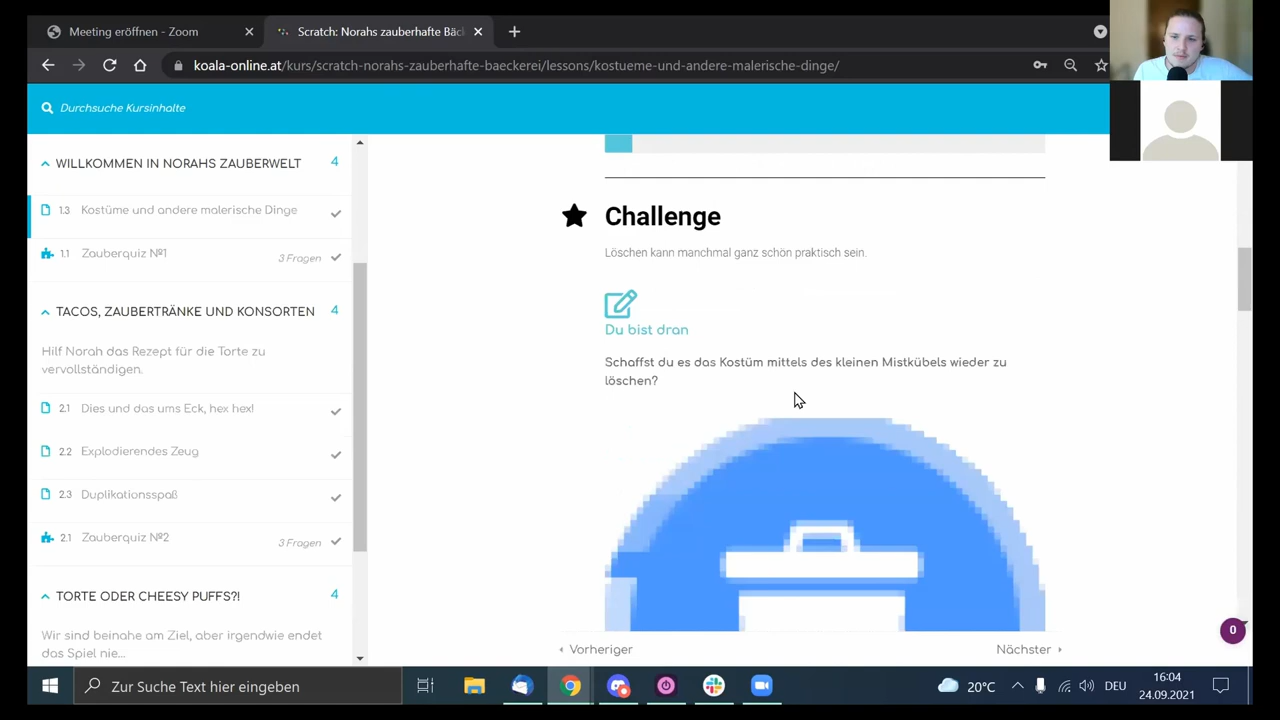 Meeting eröffnen - Zoom
Scratch: Norahs zauberhafte Bäck
koala-online.at/kurs/scratch-norahs-zauberhafte-baeckerei/lessons/kostueme-und-andere-malerische-dinge/
Durchsuche Kursinhalte
WILLKOMMEN IN NORAHS ZAUBERWELT 4
1.3 Kostüme und andere malerische Dinge
1.1 Zauberquiz №1
3 Fragen
TACOS, ZAUBERTRÄNKE UND KONSORTEN 4
Hilf Norah das Rezept für die Torte zu
vervollständigen.
2.1 Dies und das ums Eck, hex hex!
2.2 Explodierendes Zeug
2.3 Duplikationsspaß
2.1 Zauberquiz №2
3 Fragen
TORTE ODER CHEESY PUFFS?! 4
Wir sind beinahe am Ziel, aber irgendwie endet
das Spiel nie...
Challenge
Löschen kann manchmal ganz schön praktisch sein.
Du bist dran
Schaffst du es das Kostüm mittels des kleinen Mistkübels wieder zu
löschen?
Vorheriger
Nächster
0
Zur Suche Text hier eingeben
20°C
DEU
16:04
24.09.2021